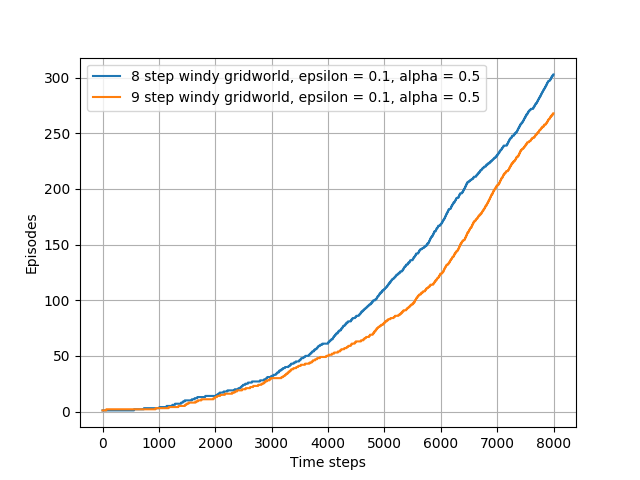 8 step windy gridworld, epsilon = 0.1, alpha = 0.5
9 step windy gridworld, epsilon = 0.1, alpha = 0.5
300
250
200
150
100
50
0
Episodes
0 1000 2000 3000 4000 5000 6000 7000 8000
Time steps